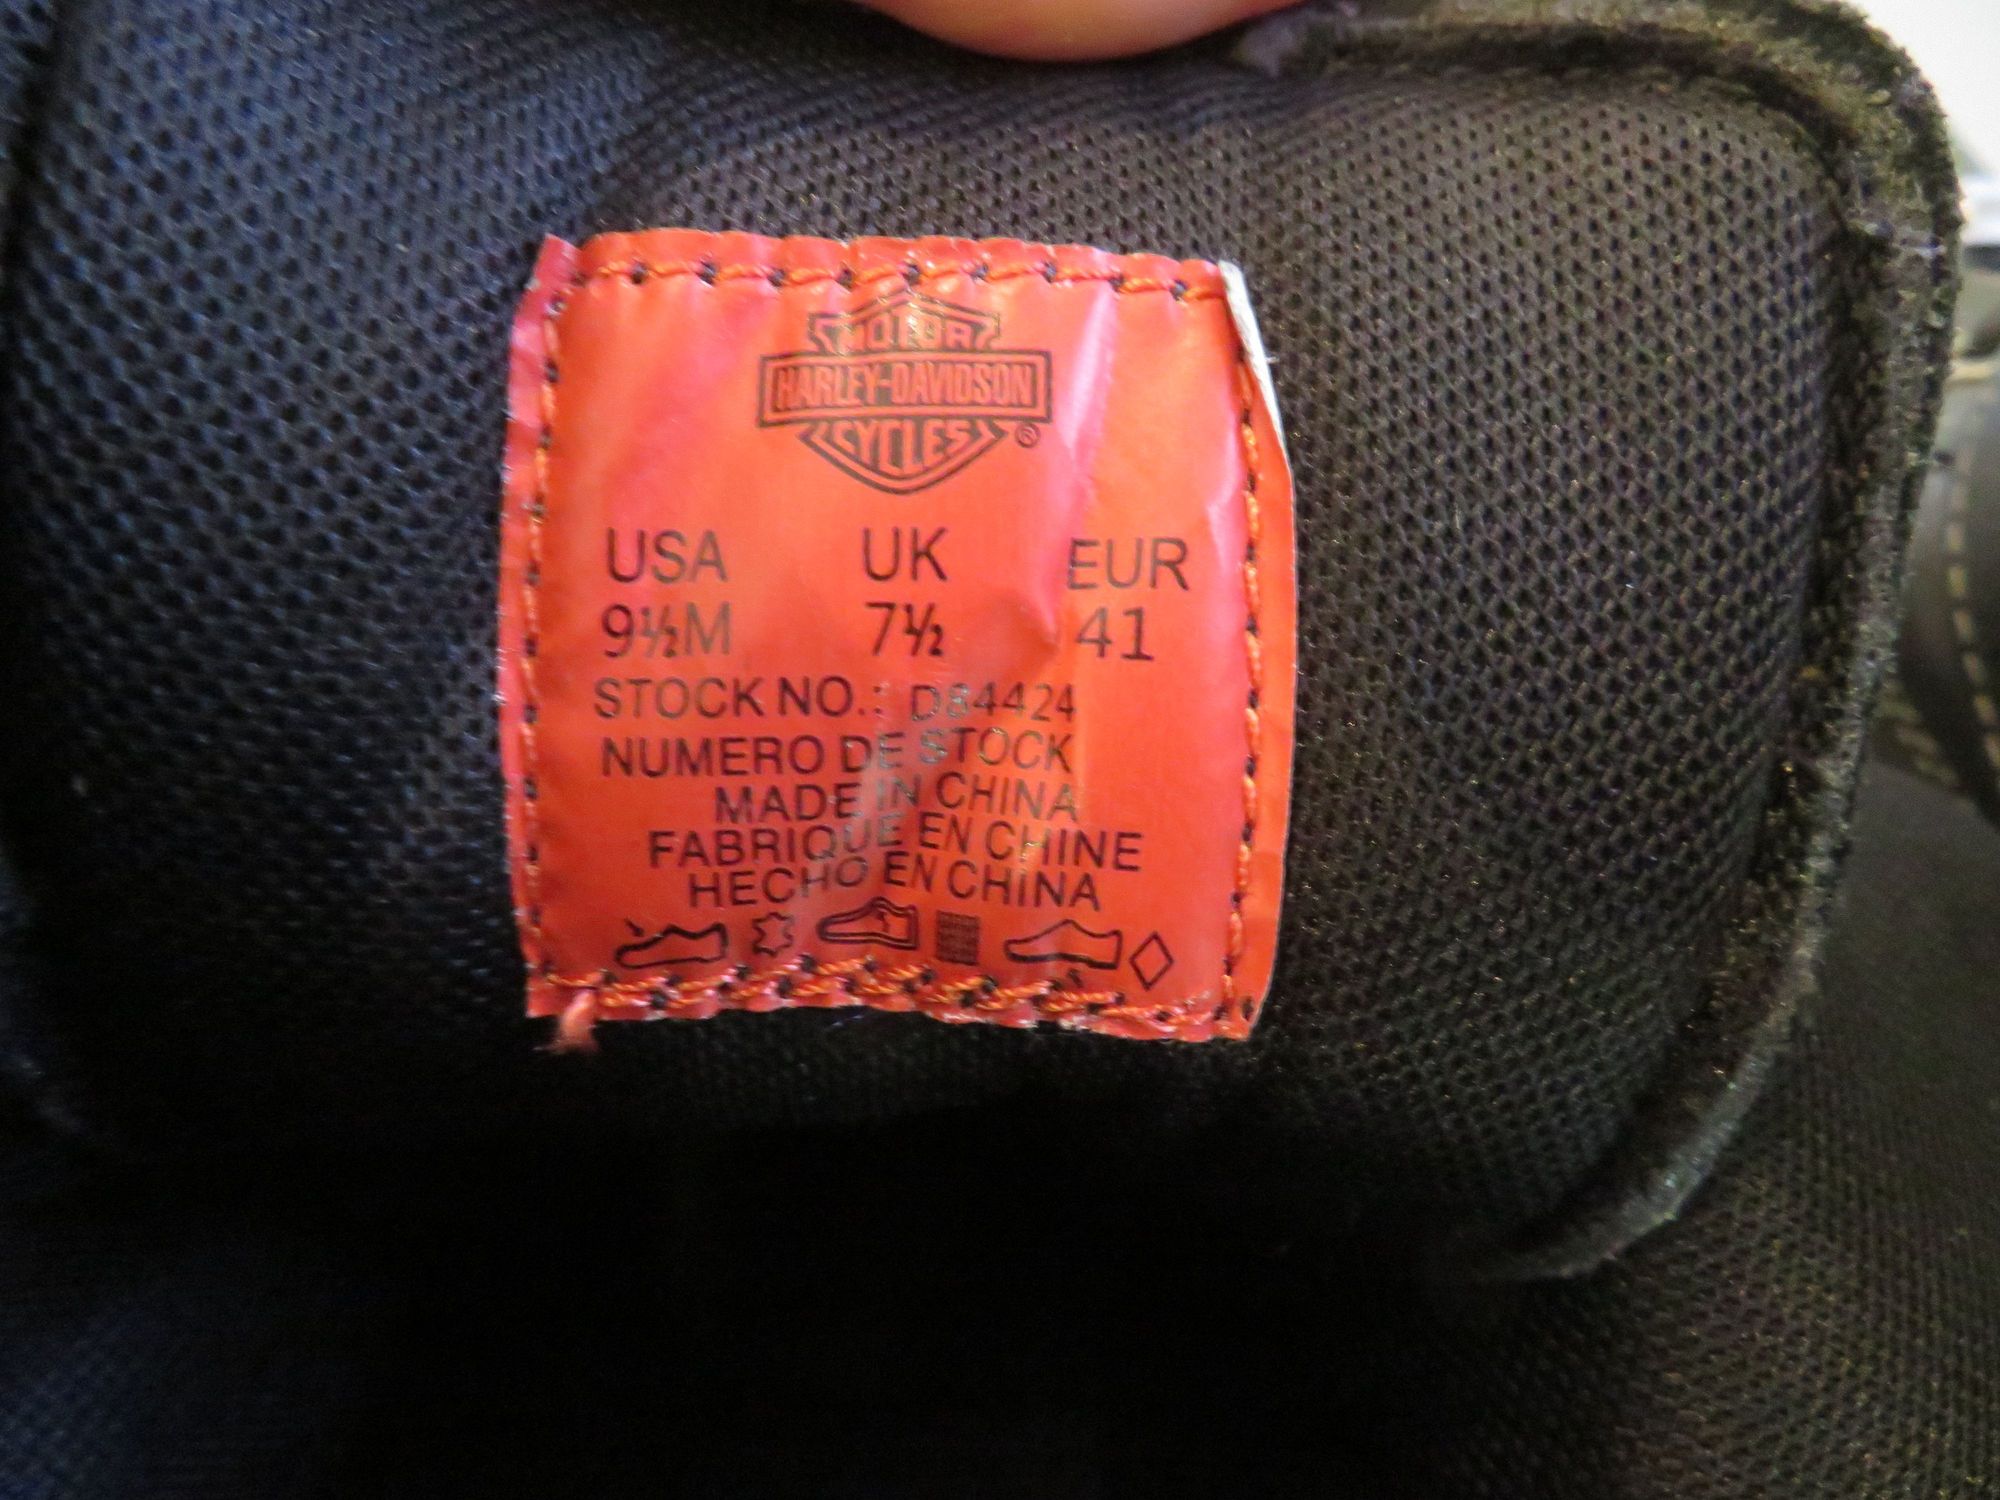 MOTOR
HARLEY-DAVIDSON
CYCLES ®
USA UK EUR
9½M 7½ 41
STOCK NO.: D84424
NUMERO DE STOCK
MADE IN CHINA
FABRIQUE EN CHINE
HECHO EN CHINA